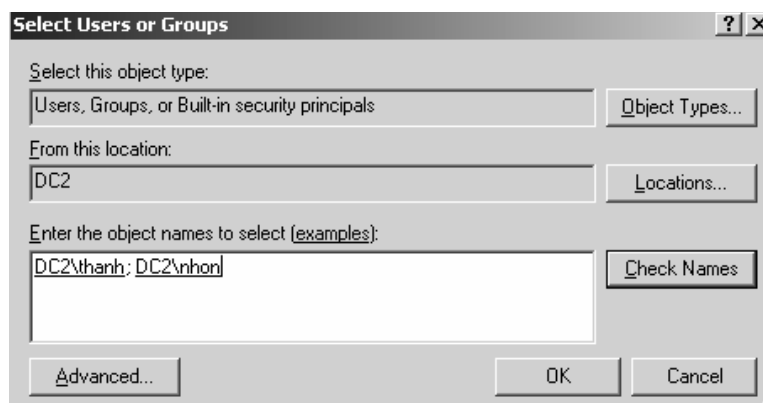 Select Users or Groups
Select this object type:
Users, Groups, or Built-in security principals
Object Types...
From this location:
DC2
Locations...
Enter the object names to select (examples):
DC2\thanh; DC2\nhon
Check Names
Advanced...
OK
Cancel